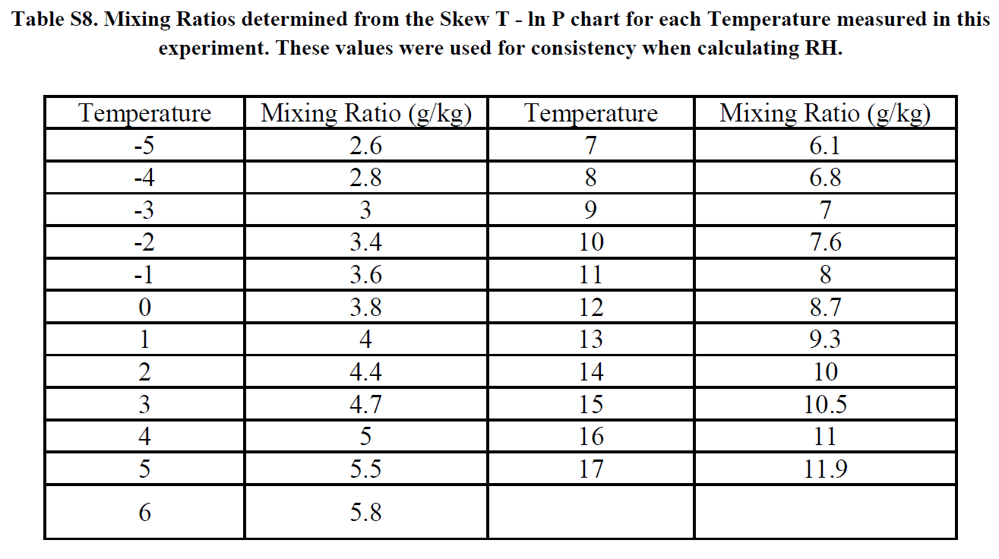 Table S8. Mixing Ratios determined from the Skew T - ln P chart for each Temperature measured in this
experiment. These values were used for consistency when calculating RH.
Temperature Mixing Ratio (g/kg) Temperature Mixing Ratio (g/kg)
-5 2.6 7 6.1
-4 2.8 8 6.8
-3 3 9 7
-2 3.4 10 7.6
-1 3.6 11 8
0 3.8 12 8.7
1 4 13 9.3
2 4.4 14 10
3 4.7 15 10.5
4 5 16 11
5 5.5 17 11.9
6 5.8